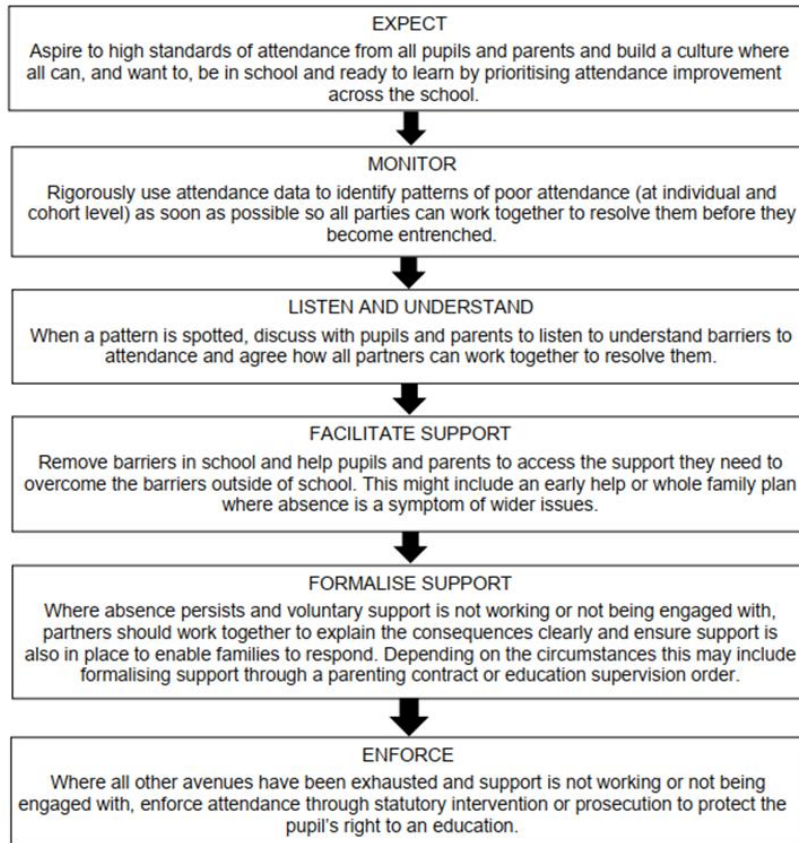 EXPECT
Aspire to high standards of attendance from all pupils and parents and build a culture where
all can, and want to, be in school and ready to learn by prioritising attendance improvement
across the school.
MONITOR
Rigorously use attendance data to identify patterns of poor attendance (at individual and
cohort level) as soon as possible so all parties can work together to resolve them before they
become entrenched.
LISTEN AND UNDERSTAND
When a pattern is spotted, discuss with pupils and parents to listen to understand barriers to
attendance and agree how all partners can work together to resolve them.
FACILITATE SUPPORT
Remove barriers in school and help pupils and parents to access the support they need to
overcome the barriers outside of school. This might include an early help or whole family plan
where absence is a symptom of wider issues.
FORMALISE SUPPORT
Where absence persists and voluntary support is not working or not being engaged with,
partners should work together to explain the consequences clearly and ensure support is
also in place to enable families to respond. Depending on the circumstances this may include
formalising support through a parenting contract or education supervision order.
ENFORCE
Where all other avenues have been exhausted and support is not working or not being
engaged with, enforce attendance through statutory intervention or prosecution to protect the
pupil's right to an education.